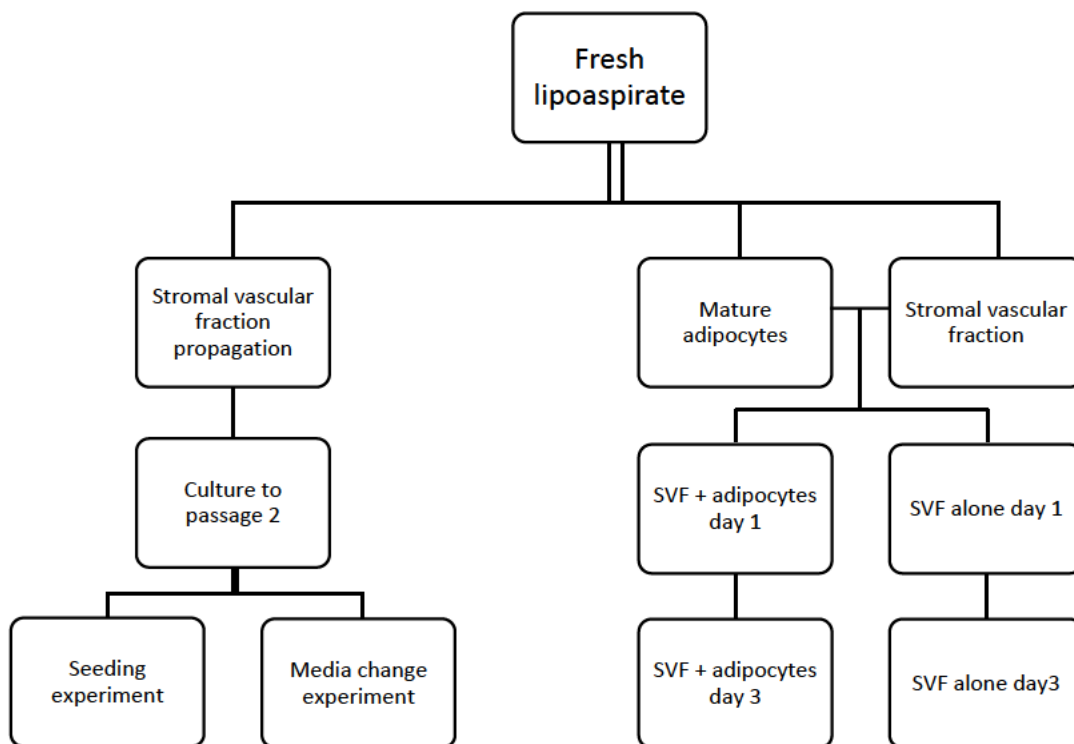 Fresh
lipoaspirate
Stromal vascular
fraction
propagation
Mature
adipocytes
Stromal vascular
fraction
Culture to
passage 2
SVF + adipocytes
day 1
SVF alone day 1
Seeding
experiment
Media change
experiment
SVF + adipocytes
day 3
SVF alone day3